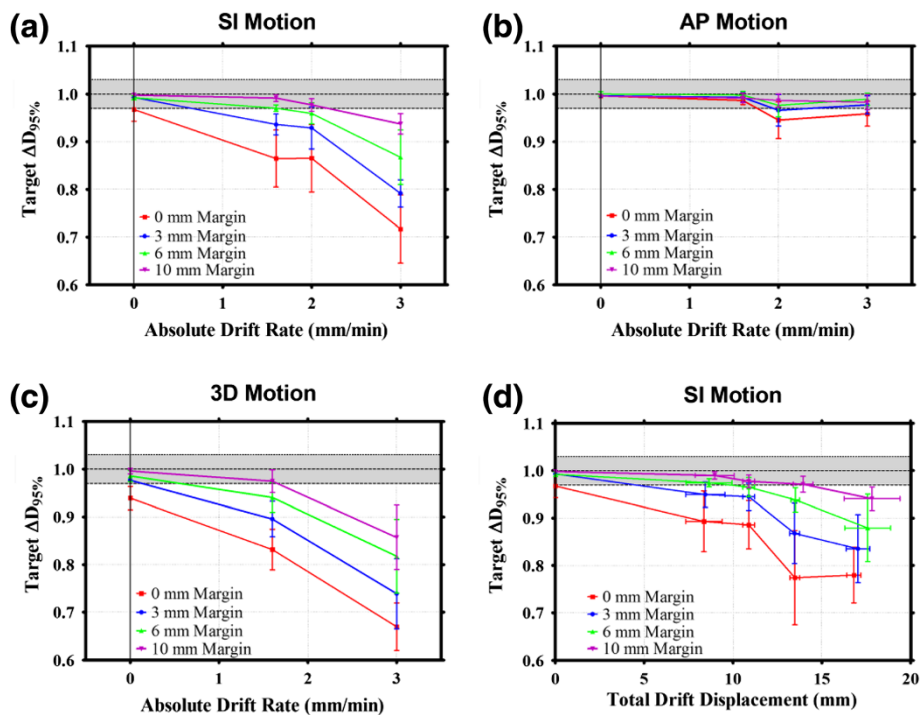 (a)
SI Motion
1.1
1.0
0.9
0.8
0.7
0.6
Target ΔD95%
0 mm Margin
3 mm Margin
6 mm Margin
10 mm Margin
0 1 2 3
Absolute Drift Rate (mm/min)
(b)
AP Motion
1.1
1.0
0.9
0.8
0.7
0.6
Target ΔD95%
0 mm Margin
3 mm Margin
6 mm Margin
10 mm Margin
0 1 2 3
Absolute Drift Rate (mm/min)
(c)
3D Motion
1.1
1.0
0.9
0.8
0.7
0.6
Target ΔD95%
0 mm Margin
3 mm Margin
6 mm Margin
10 mm Margin
0 1 2 3
Absolute Drift Rate (mm/min)
(d)
SI Motion
1.1
1.0
0.9
0.8
0.7
0.6
Target ΔD95%
0 mm Margin
3 mm Margin
6 mm Margin
10 mm Margin
0 5 10 15 20
Total Drift Displacement (mm)